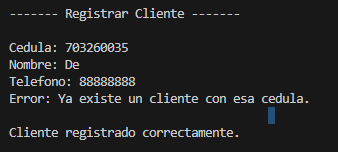 ------- Registrar Cliente -------
Cedula: 703260035
Nombre: De
Telefono: 88888888
Error: Ya existe un cliente con esa cedula.
Cliente registrado correctamente.